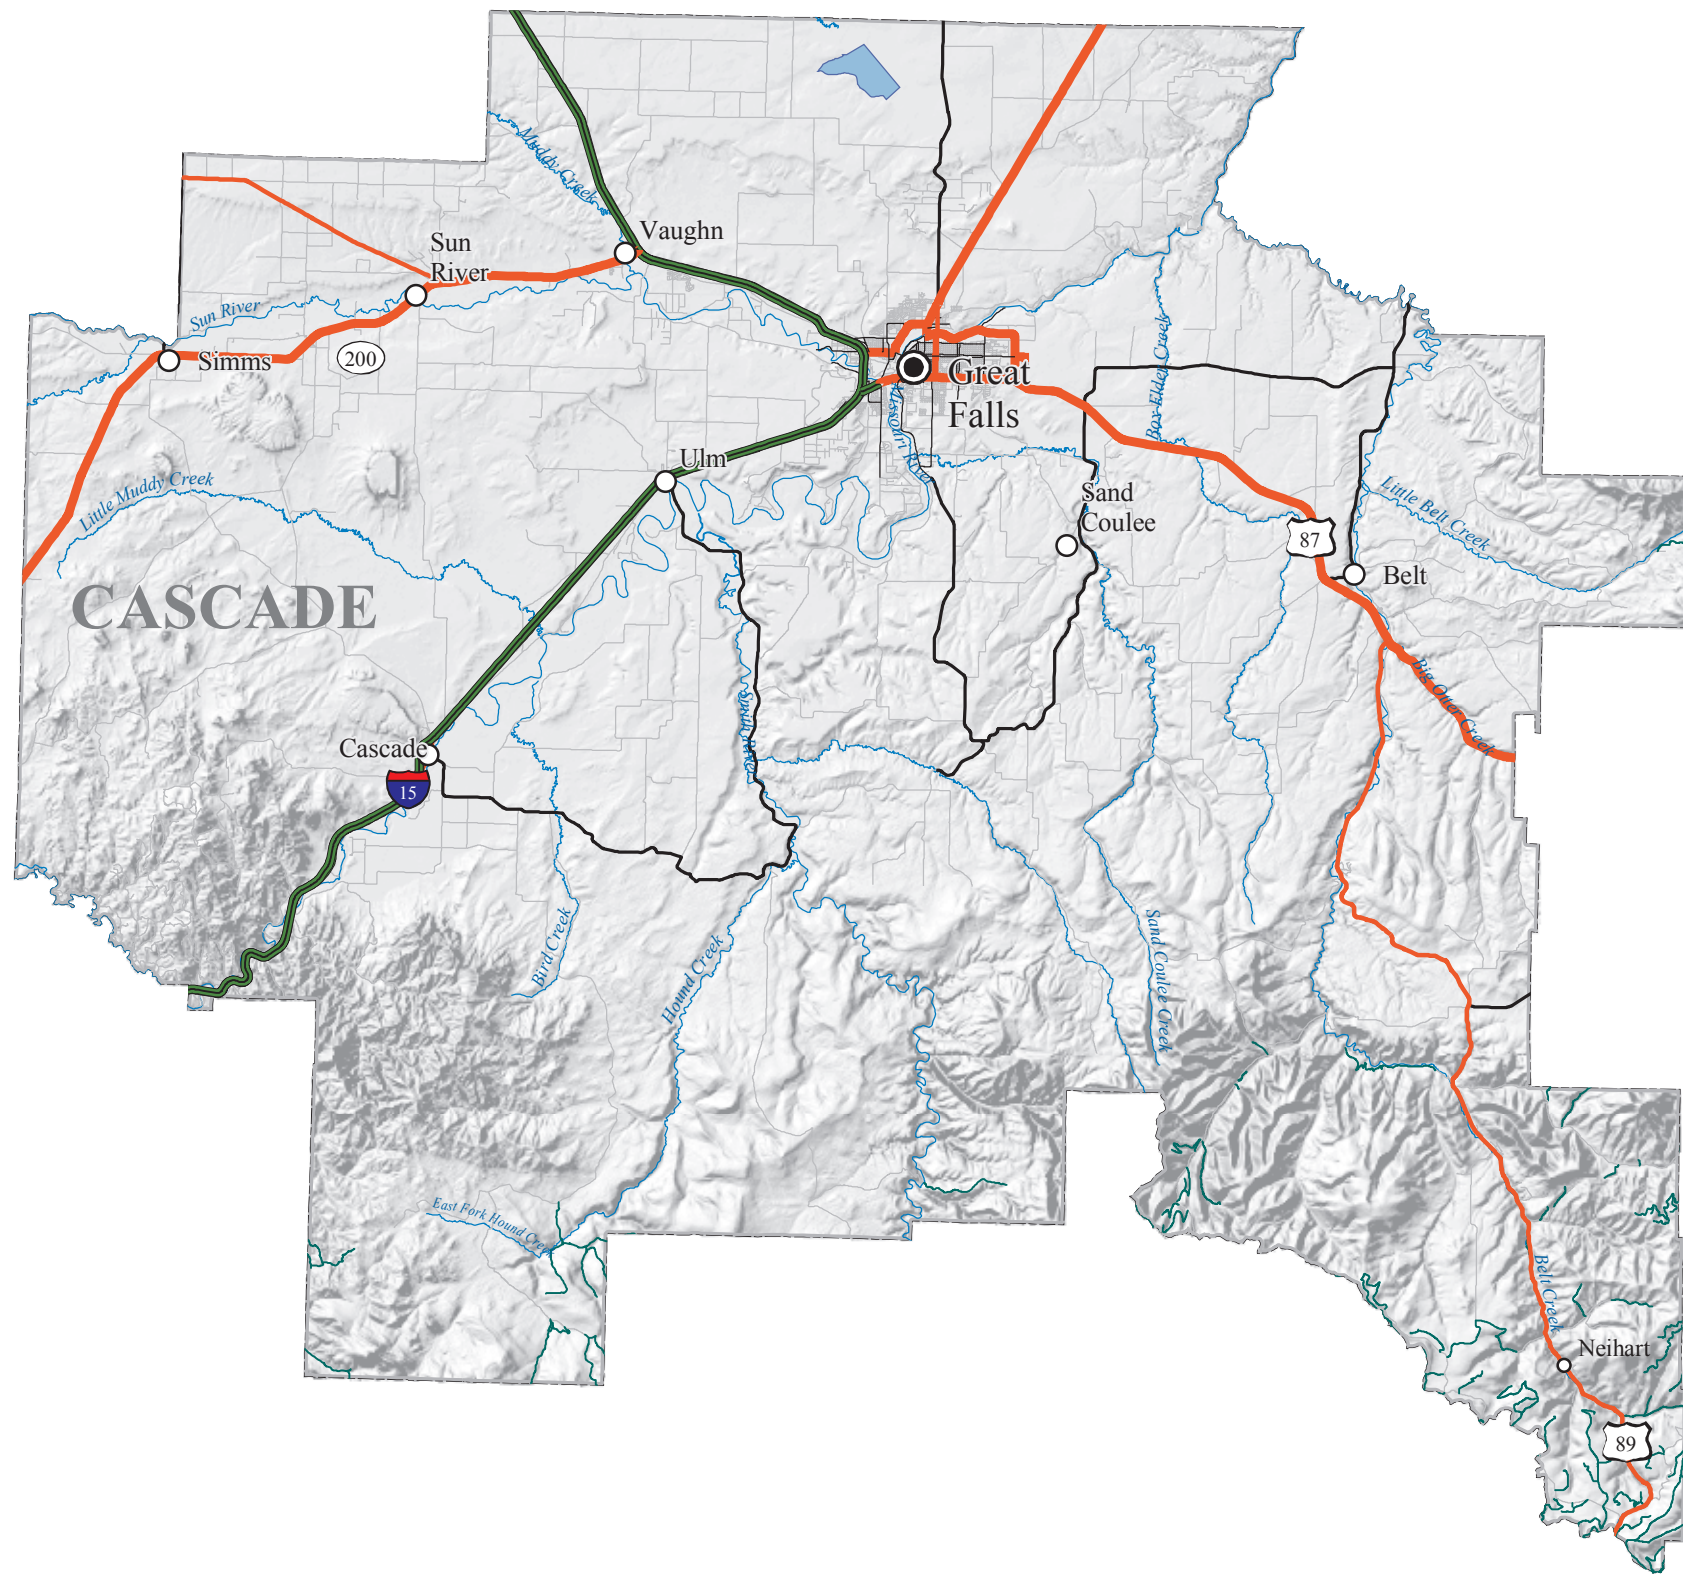 Muddy Creek
Vaughn
Sun
River
Sun River
Simms
200
Great
Falls
Missouri River
Box Elder Creek
Ulm
Little Muddy Creek
Sand
Coulee
Little Belt Creek
87
Belt
CASCADE
Big Otter Creek
Smith River
Cascade
15
Bird Creek
Hound Creek
Sand Coulee Creek
East Fork Hound Creek
Belt Creek
Neihart
89